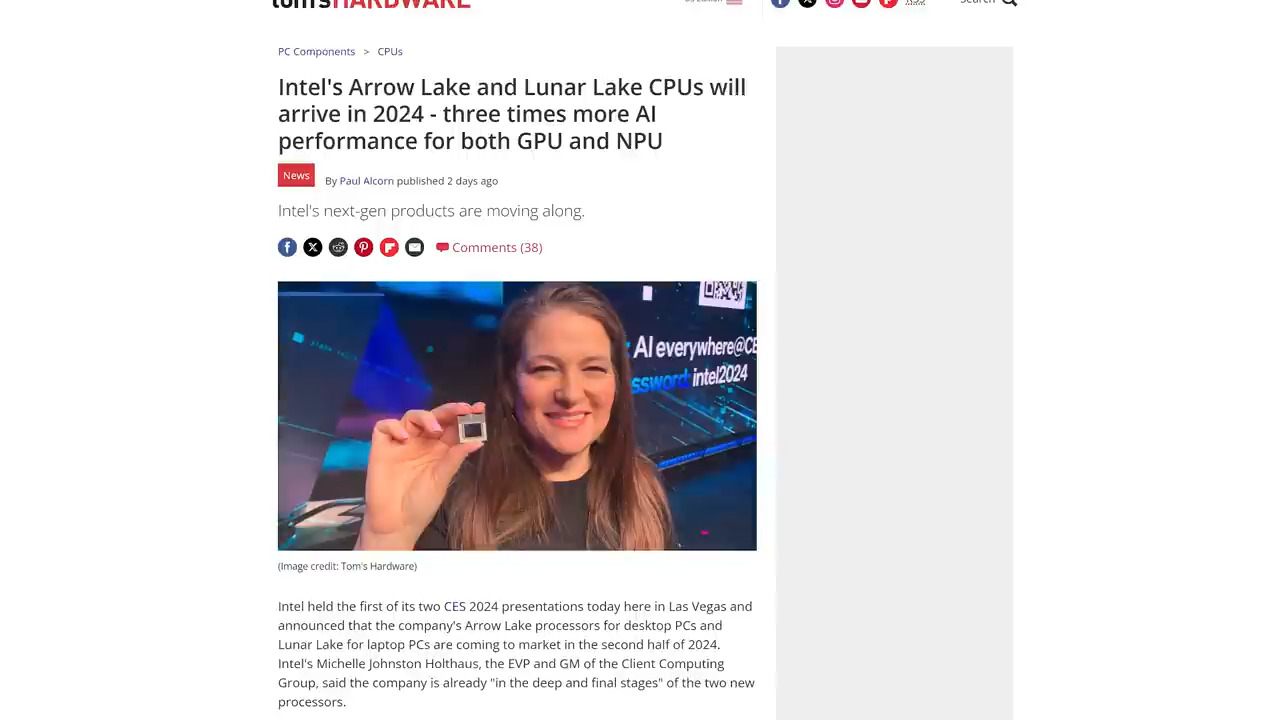 tom'sHARDWARE
US Edition
Search
PC Components > CPUs
Intel's Arrow Lake and Lunar Lake CPUs will
arrive in 2024 - three times more AI
performance for both GPU and NPU
News
By Paul Alcorn published 2 days ago
Intel's next-gen products are moving along.
Comments (38)
AI everywhere@CE
ssword: intel2024
(Image credit: Tom's Hardware)
Intel held the first of its two CES 2024 presentations today here in Las Vegas and
announced that the company's Arrow Lake processors for desktop PCs and
Lunar Lake for laptop PCs are coming to market in the second half of 2024.
Intel's Michelle Johnston Holthaus, the EVP and GM of the Client Computing
Group, said the company is already "in the deep and final stages" of the two new
processors.